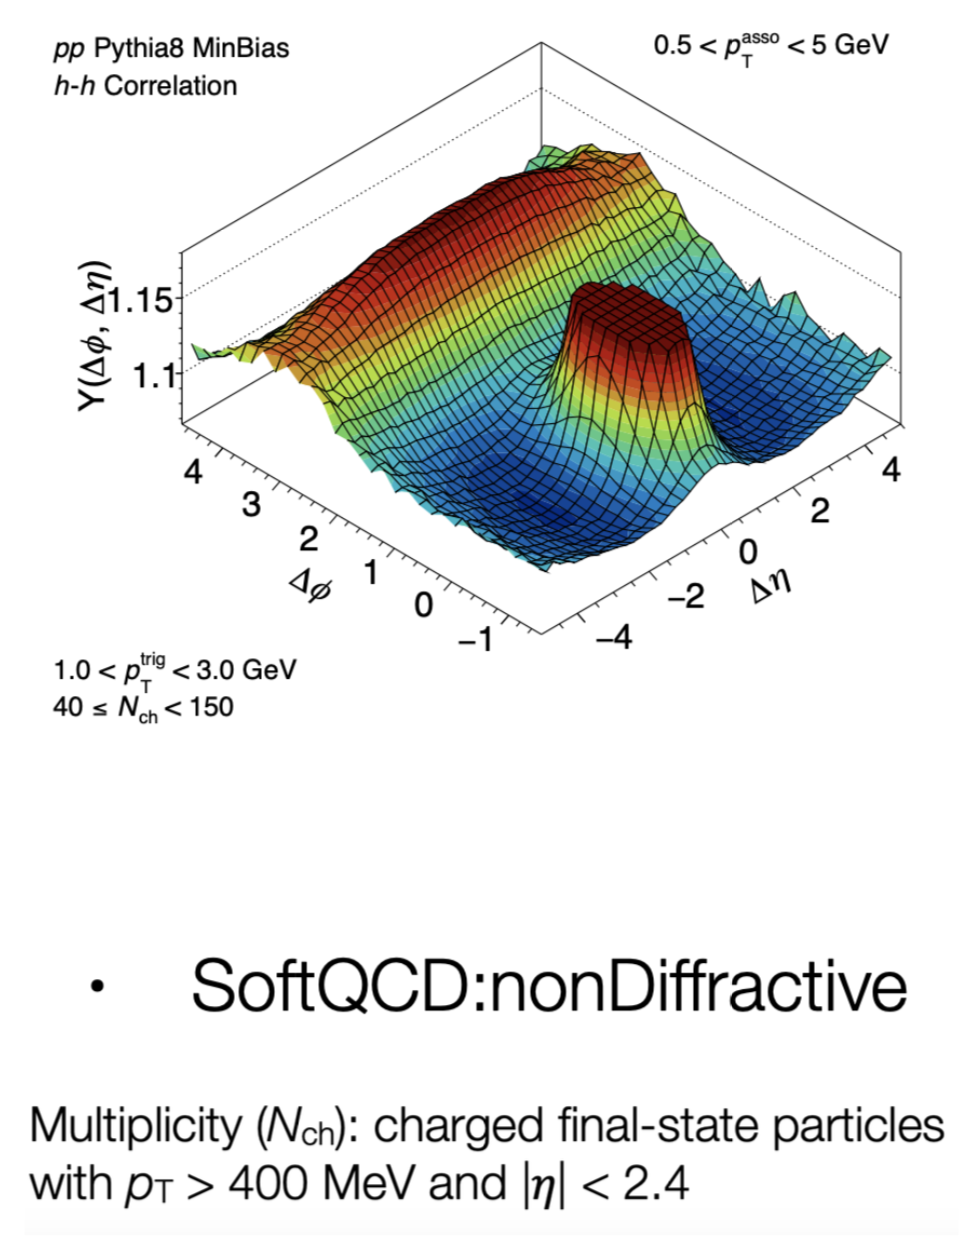 pp Pythia8 MinBias
h-h Correlation
0.5 < p_T^asso < 5 GeV
Y(Δϕ, Δη)
1.15
1.1
4
3
2
1
0
−1
Δϕ
−4
−2
0
2
4
Δη
1.0 < p_T^trig < 3.0 GeV
40 ≤ N_ch < 150
• SoftQCD:nonDiffractive
Multiplicity (N_ch): charged final-state particles
with p_T > 400 MeV and |η| < 2.4